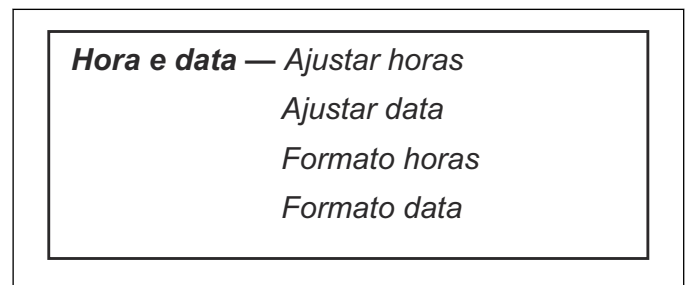 Hora e data — Ajustar horas
Ajustar data
Formato horas
Formato data